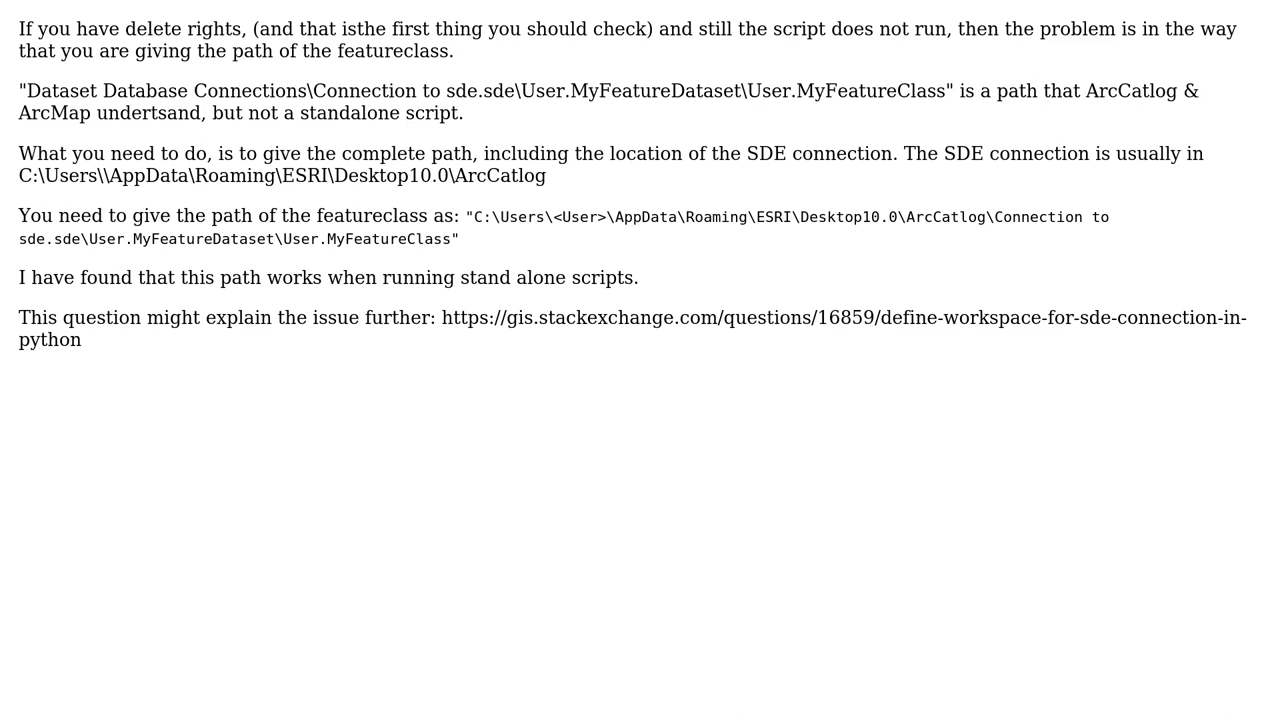 If you have delete rights, (and that isthe first thing you should check) and still the script does not run, then the problem is in the way
that you are giving the path of the featureclass.
"Dataset Database Connections\Connection to sde.sde\User.MyFeatureDataset\User.MyFeatureClass" is a path that ArcCatlog &
ArcMap undertsand, but not a standalone script.
What you need to do, is to give the complete path, including the location of the SDE connection. The SDE connection is usually in
C:\Users\\AppData\Roaming\ESRI\Desktop10.0\ArcCatlog
You need to give the path of the featureclass as: "C:\Users\<User>\AppData\Roaming\ESRI\Desktop10.0\ArcCatlog\Connection to
sde.sde\User.MyFeatureDataset\User.MyFeatureClass"
I have found that this path works when running stand alone scripts.
This question might explain the issue further: https://gis.stackexchange.com/questions/16859/define-workspace-for-sde-connection-in-
python